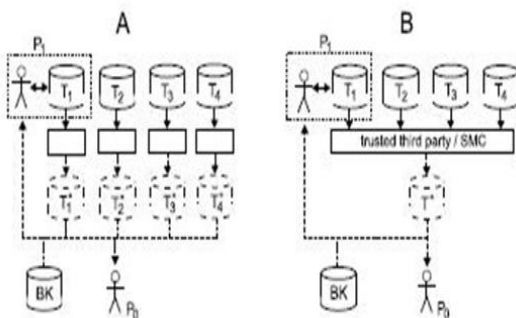 A
B
P₁
P₁
T₁ T₂ T₃ T₄
T₁ T₂ T₃ T₄
trusted third party / SMC
T₁* T₂* T₃* T₄*
T*
BK
P₀
BK
P₀